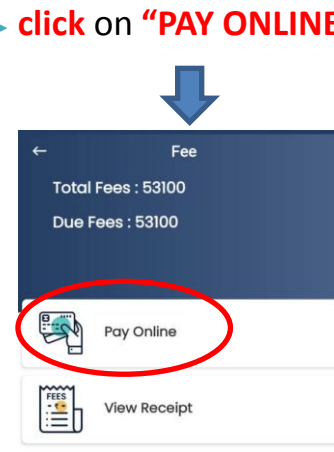 click on “PAY ONLINE
← Fee
Total Fees : 53100
Due Fees : 53100
Pay Online
FEES
View Receipt